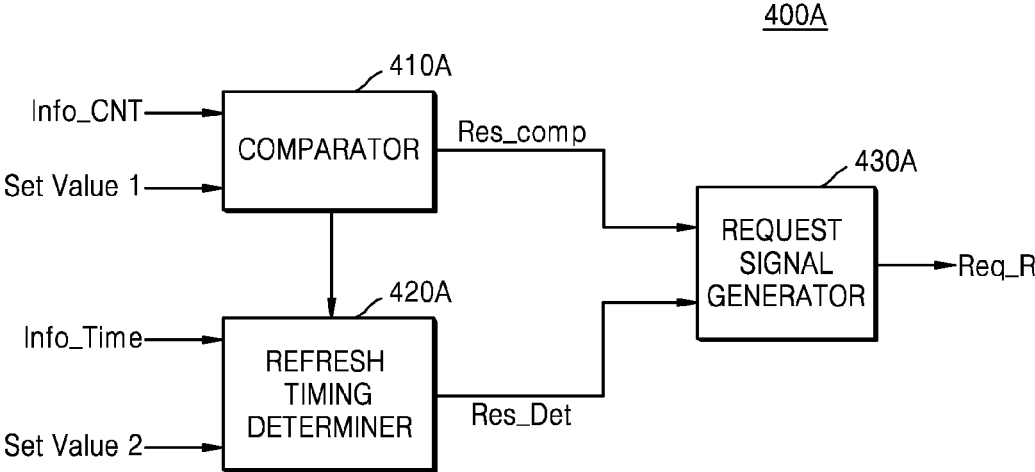 400A
410A
Info_CNT
Set Value 1
COMPARATOR
Res_comp
430A
REQUEST
SIGNAL
GENERATOR
Req_R
420A
Info_Time
Set Value 2
REFRESH
TIMING
DETERMINER
Res_Det